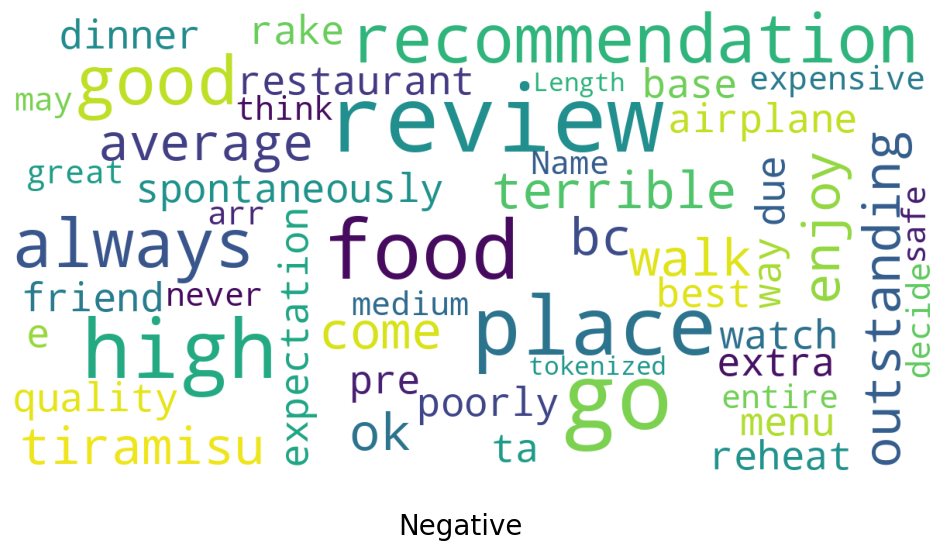 dinner rake recommendation
good restaurant Length base expensive
may think review airplane
average Name
great spontaneously terrible due enjoy outstanding safe
always arr food bc walk way
friend never expectation medium best decide
e high come place watch
tokenized extra
quality pre poorly go entire
tiramisu ok ta menu
reheat
Negative